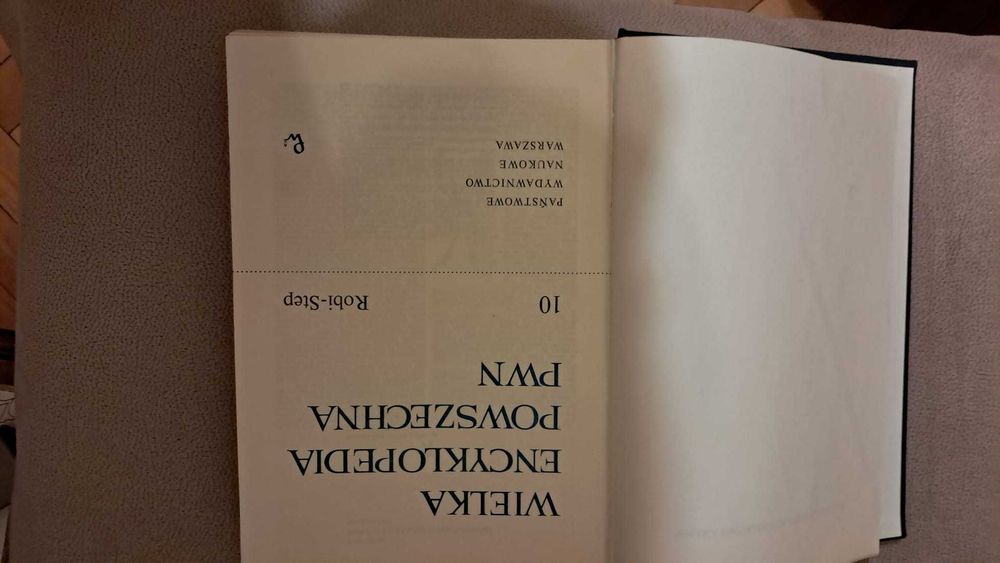 WIELKA
ENCYKLOPEDIA
POWSZECHNA
PWN
10 Robi-Step
PAŃSTWOWE
WYDAWNICTWO
NAUKOWE
WARSZAWA